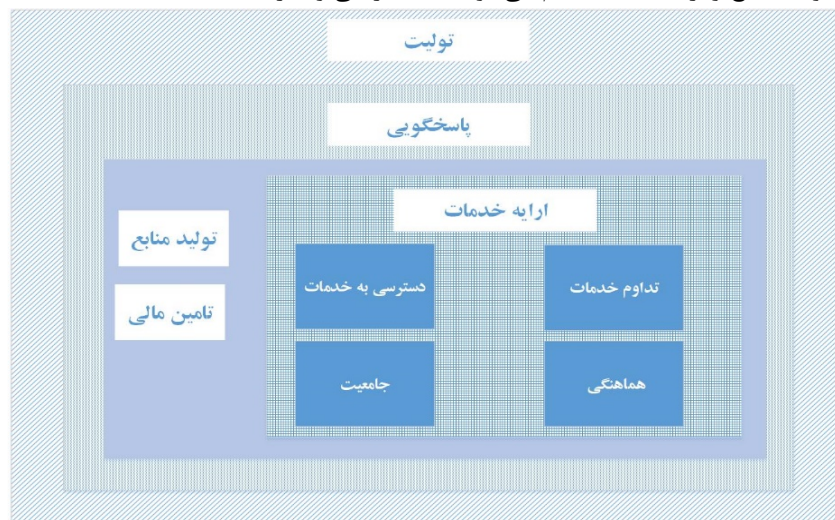 تولیت
پاسخگویی
ارایه خدمات
تولید منابع
تداوم خدمات
دسترسی به خدمات
تامین مالی
هماهنگی
جامعیت